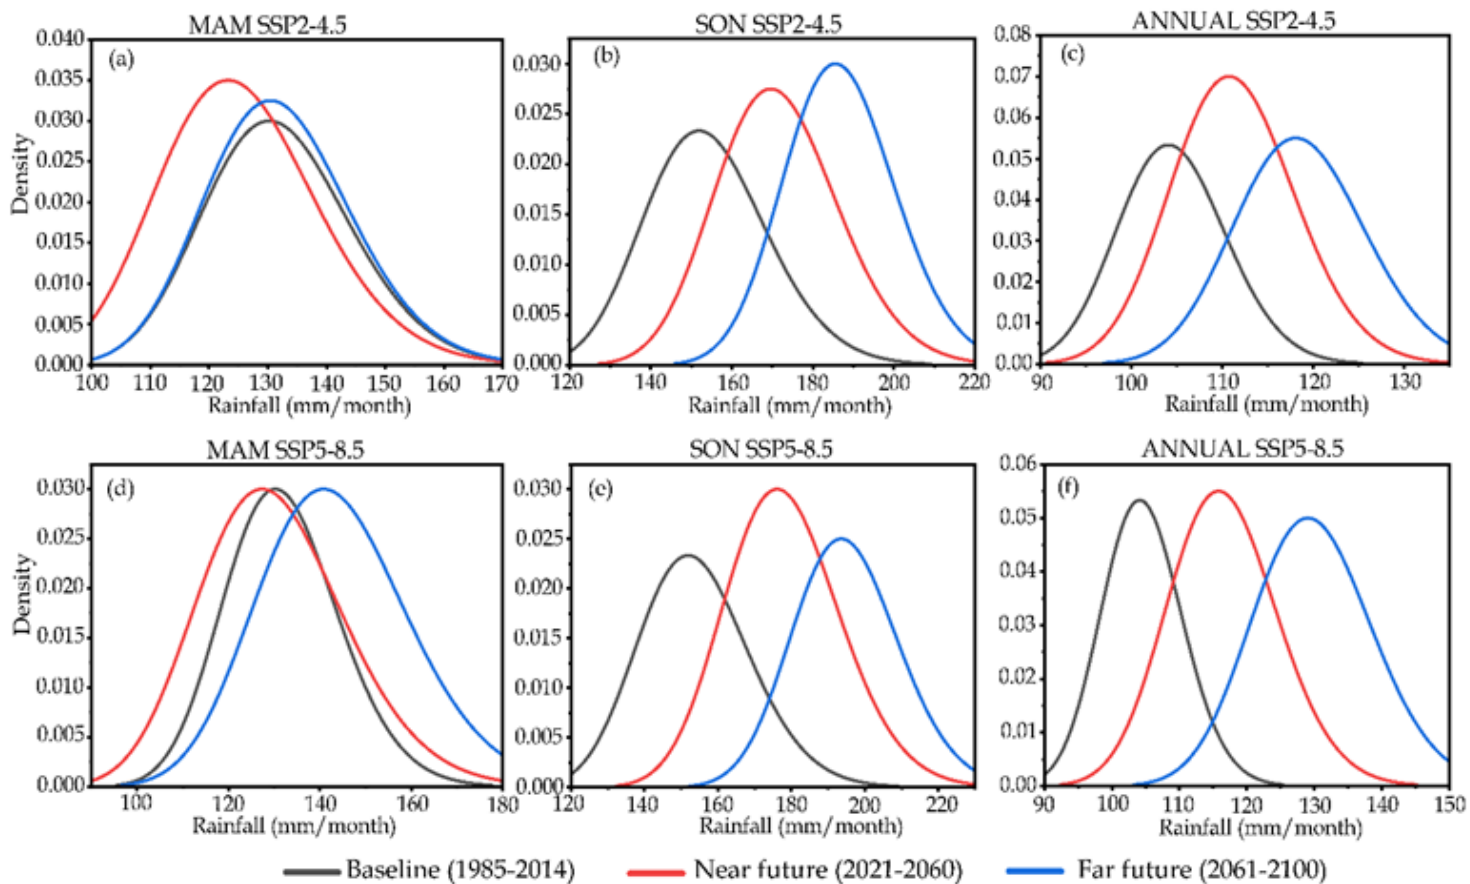 MAM SSP2-4.5
(a)
0.040
0.035
0.030
0.025
0.020
0.015
0.010
0.005
0.000
Density
100 110 120 130 140 150 160 170
Rainfall (mm/month)
SON SSP2-4.5
(b)
0.030
0.025
0.020
0.015
0.010
0.005
0.000
120 140 160 180 200 220
Rainfall (mm/month)
ANNUAL SSP2-4.5
(c)
0.08
0.07
0.06
0.05
0.04
0.03
0.02
0.01
0.00
90 100 110 120 130
Rainfall (mm/month)
MAM SSP5-8.5
(d)
0.030
0.025
0.020
0.015
0.010
0.005
0.000
Density
100 120 140 160 180
Rainfall (mm/month)
SON SSP5-8.5
(e)
0.030
0.025
0.020
0.015
0.010
0.005
0.000
120 140 160 180 200 220
Rainfall (mm/month)
ANNUAL SSP5-8.5
(f)
0.06
0.05
0.04
0.03
0.02
0.01
0.00
90 100 110 120 130 140 150
Rainfall (mm/month)
Baseline (1985-2014) Near future (2021-2060) Far future (2061-2100)